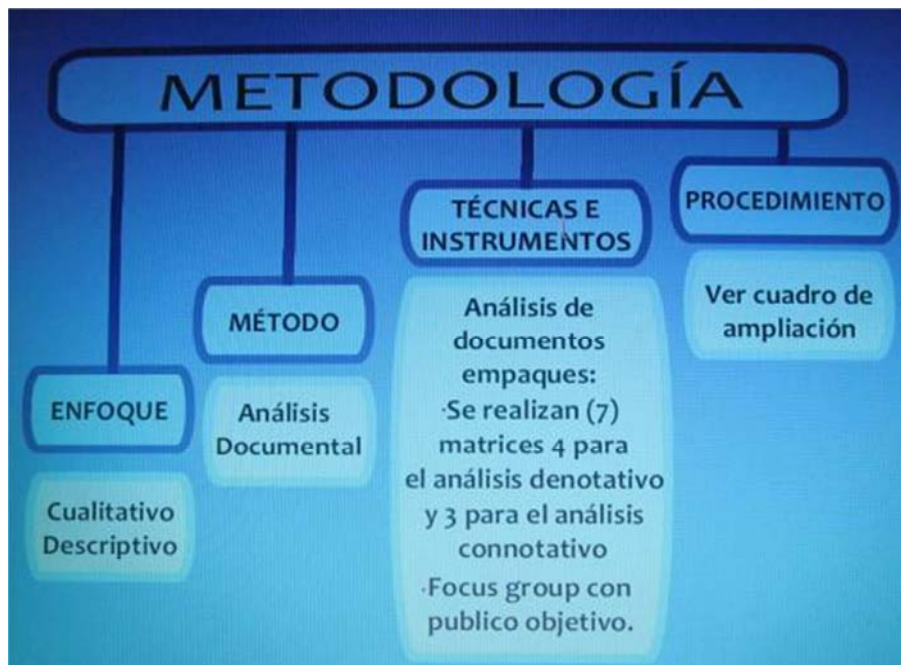 METODOLOGÍA
ENFOQUE
Cualitativo
Descriptivo
MÉTODO
Análisis
Documental
TÉCNICAS E
INSTRUMENTOS
Análisis de
documentos
empaques:
·Se realizan (7)
matrices 4 para
el análisis denotativo
y 3 para el análisis
connotativo
·Focus group con
publico objetivo.
PROCEDIMIENTO
Ver cuadro de
ampliación